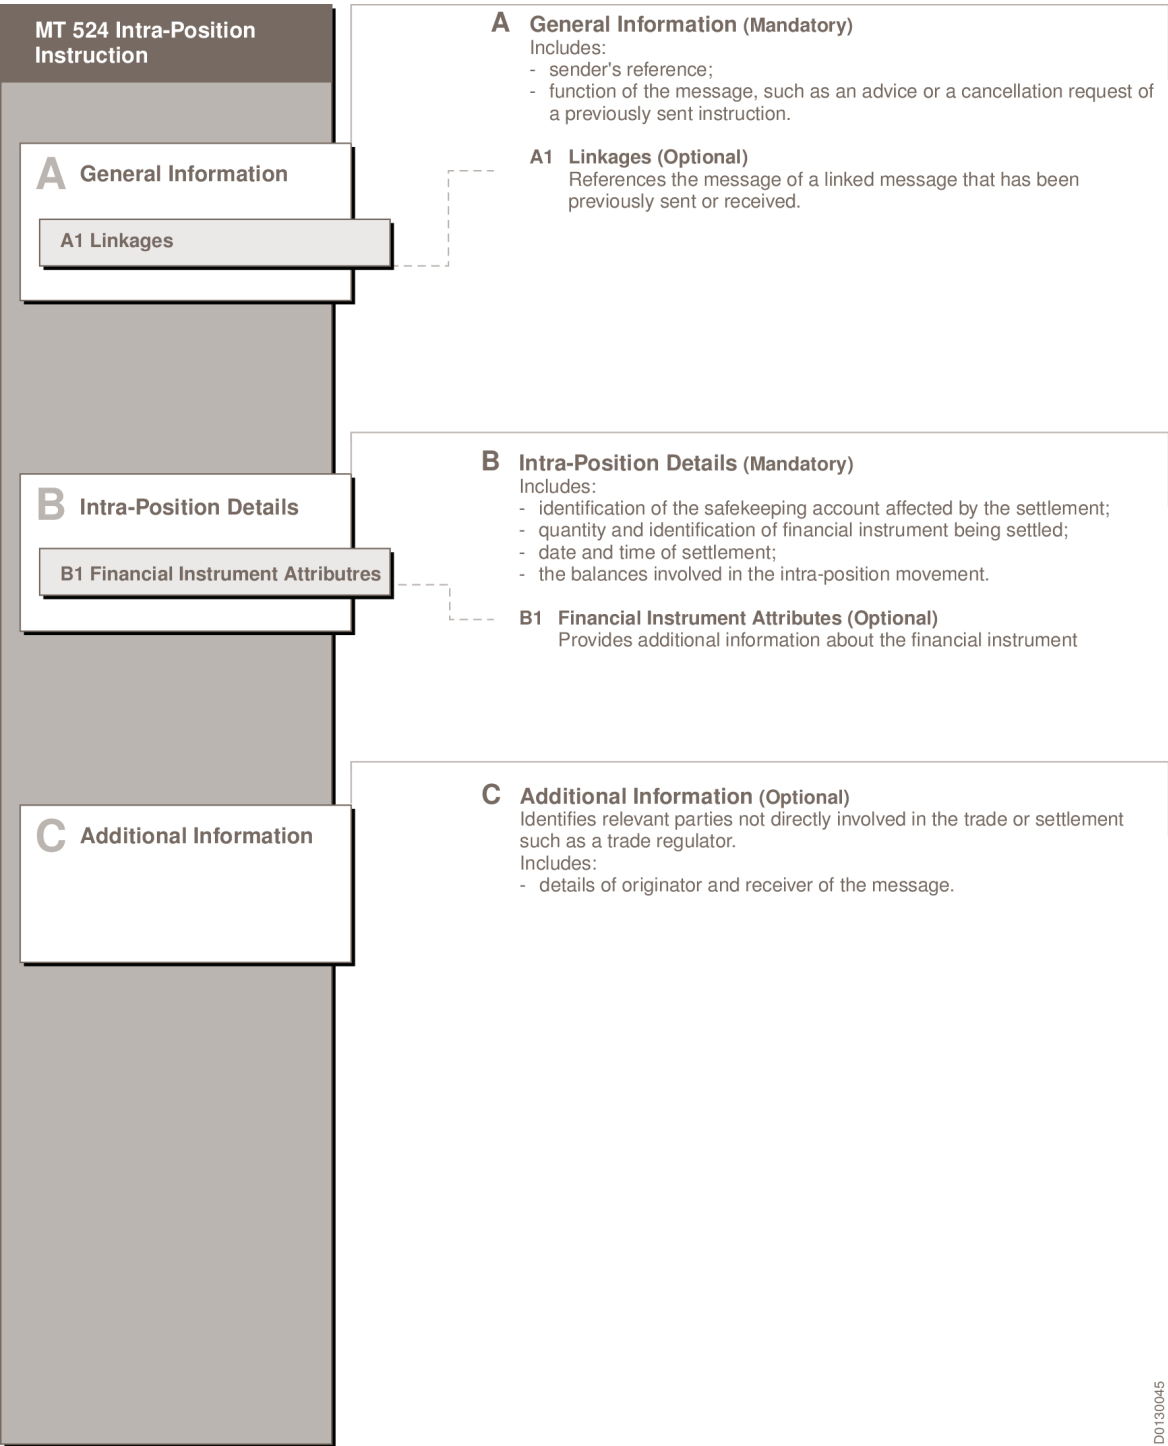 MT 524 Intra-Position
Instruction
A General Information
A1 Linkages
A General Information (Mandatory)
Includes:
- sender's reference;
- function of the message, such as an advice or a cancellation request of
a previously sent instruction.
A1 Linkages (Optional)
References the message of a linked message that has been
previously sent or received.
B Intra-Position Details
B1 Financial Instrument Attributres
B Intra-Position Details (Mandatory)
Includes:
- identification of the safekeeping account affected by the settlement;
- quantity and identification of financial instrument being settled;
- date and time of settlement;
- the balances involved in the intra-position movement.
B1 Financial Instrument Attributes (Optional)
Provides additional information about the financial instrument
C Additional Information
C Additional Information (Optional)
Identifies relevant parties not directly involved in the trade or settlement
such as a trade regulator.
Includes:
- details of originator and receiver of the message.
D0130045